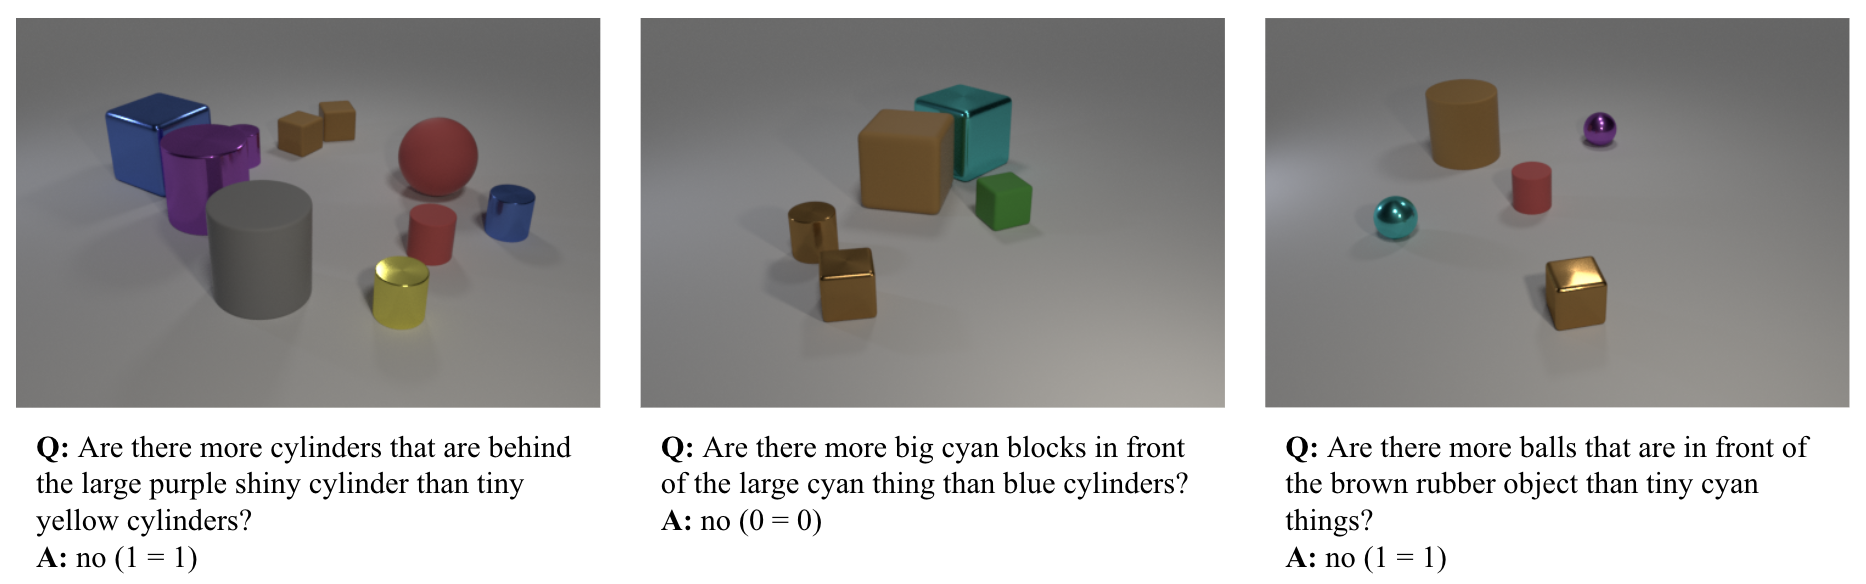 Q: Are there more cylinders that are behind
the large purple shiny cylinder than tiny
yellow cylinders?
A: no (1 = 1)
Q: Are there more big cyan blocks in front
of the large cyan thing than blue cylinders?
A: no (0 = 0)
Q: Are there more balls that are in front of
the brown rubber object than tiny cyan
things?
A: no (1 = 1)